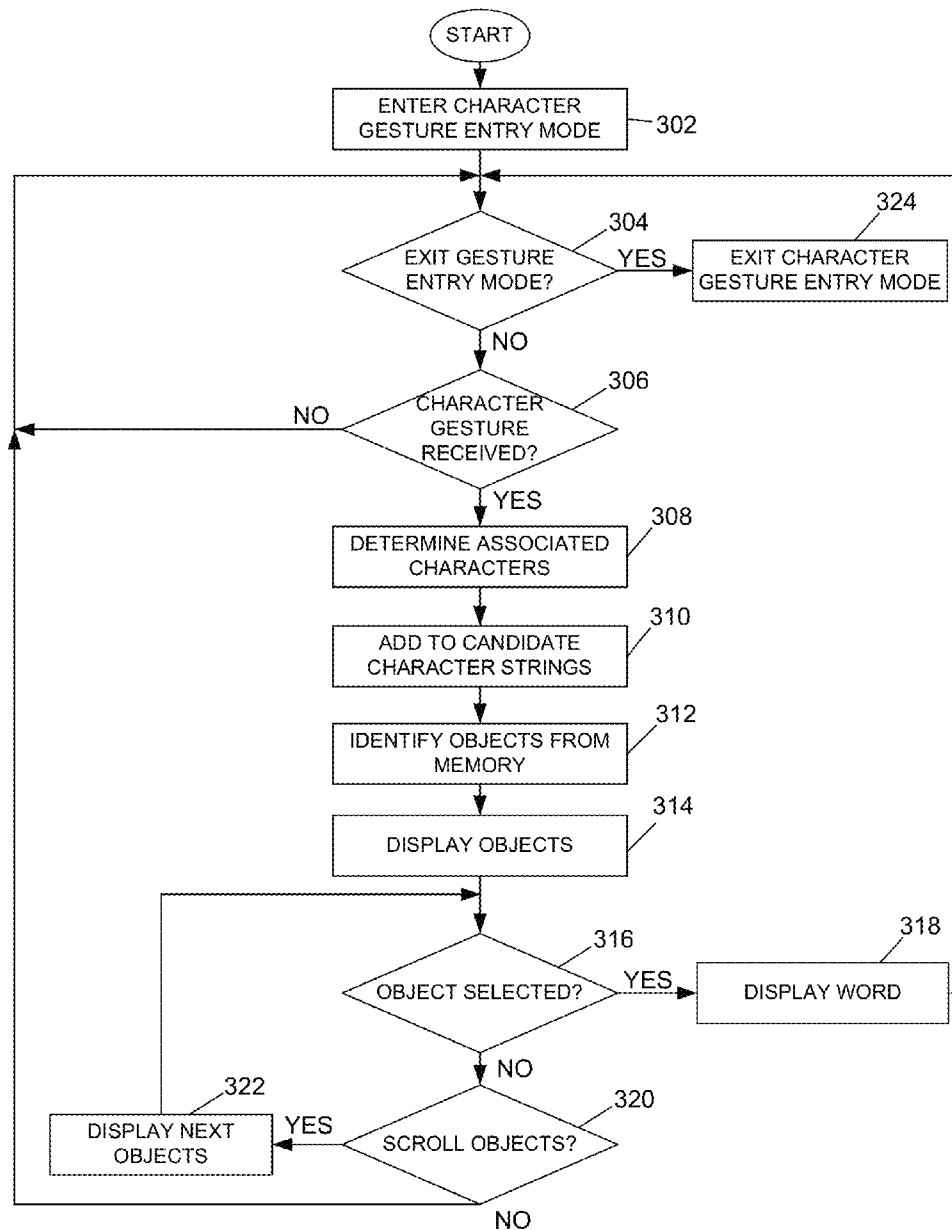 START
ENTER CHARACTER
GESTURE ENTRY MODE
302
304
EXIT GESTURE
ENTRY MODE?
YES
324
EXIT CHARACTER
GESTURE ENTRY MODE
NO
306
CHARACTER
GESTURE
RECEIVED?
NO
YES
308
DETERMINE ASSOCIATED
CHARACTERS
310
ADD TO CANDIDATE
CHARACTER STRINGS
312
IDENTIFY OBJECTS FROM
MEMORY
314
DISPLAY OBJECTS
316
OBJECT SELECTED?
YES
318
DISPLAY WORD
NO
320
SCROLL OBJECTS?
YES
322
DISPLAY NEXT
OBJECTS
NO